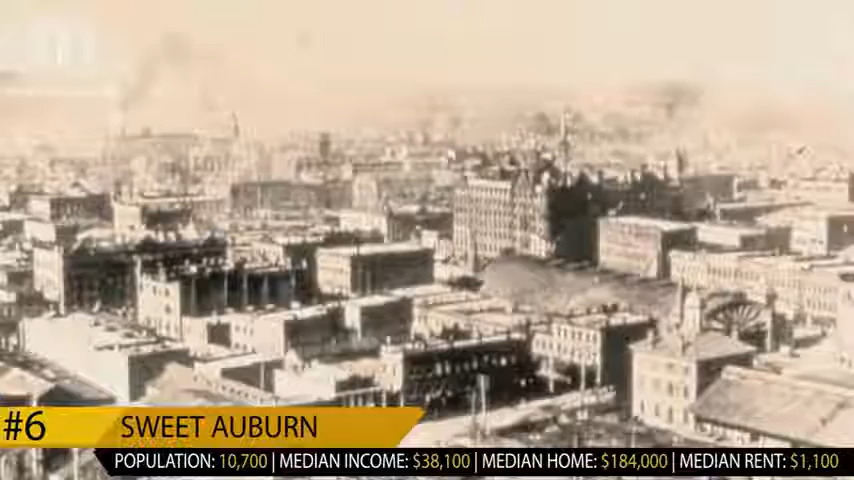 #6 SWEET AUBURN
POPULATION: 10,700 | MEDIAN INCOME: $38,100 | MEDIAN HOME: $184,000 | MEDIAN RENT: $1,100